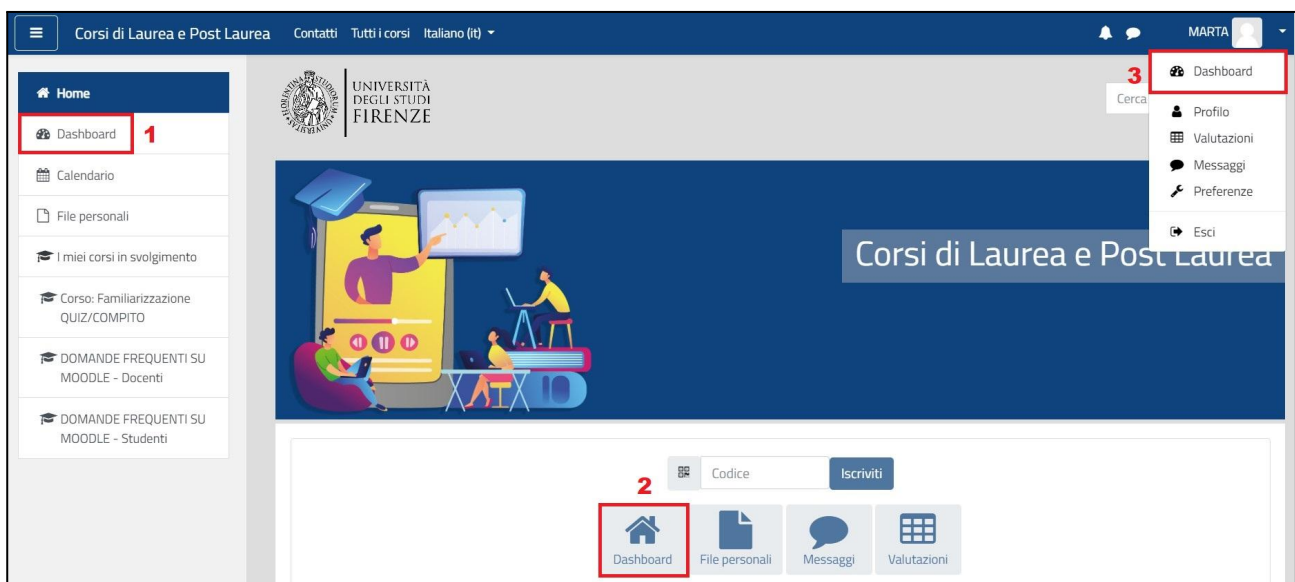 Corsi di Laurea e Post Laurea Contatti Tutti i corsi Italiano (it) MARTA
Home
Dashboard 1
Calendario
File personali
I miei corsi in svolgimento
Corso: Familiarizzazione
QUIZ/COMPITO
DOMANDE FREQUENTI SU
MOODLE - Docenti
DOMANDE FREQUENTI SU
MOODLE - Studenti
UNIVERSITÀ
DEGLI STUDI
FIRENZE
Cerca
3 Dashboard
Profilo
Valutazioni
Messaggi
Preferenze
Esci
Corsi di Laurea e Post Laurea
Codice Iscriviti
2
Dashboard File personali Messaggi Valutazioni